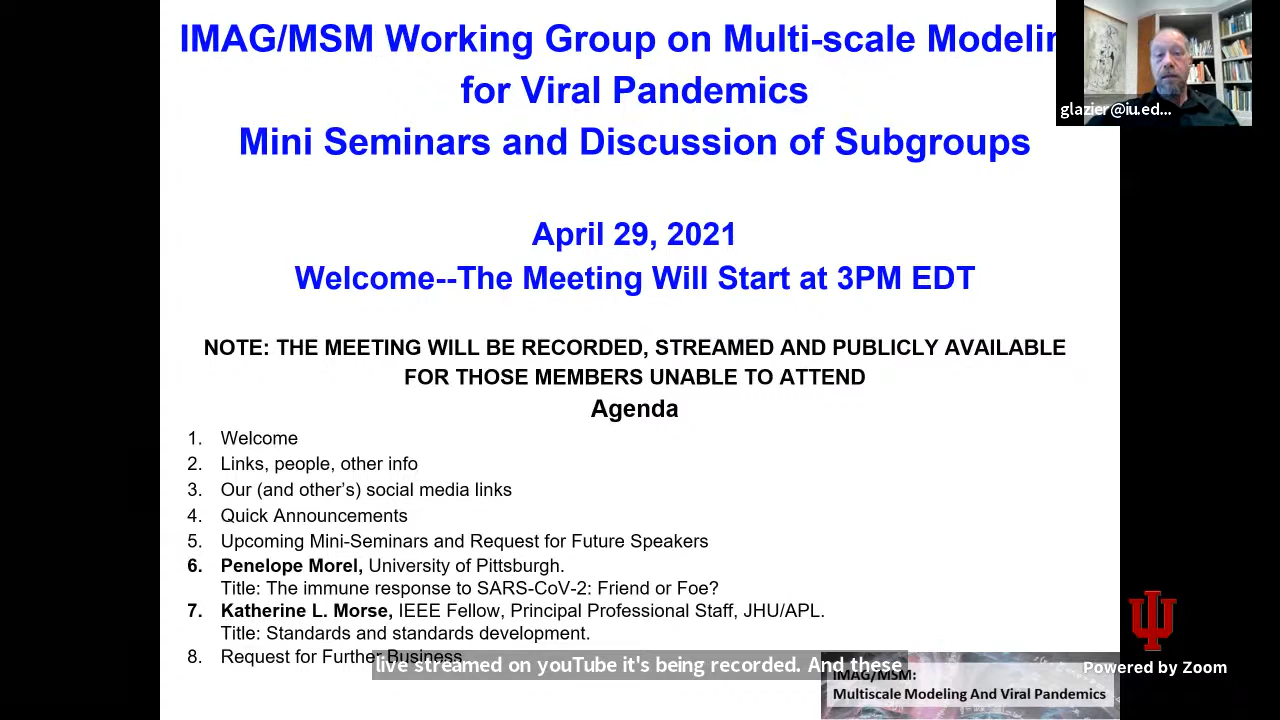 IMAG/MSM Working Group on Multi-scale Modelin
for Viral Pandemics
Mini Seminars and Discussion of Subgroups
glazier@iu.ed...
April 29, 2021
Welcome--The Meeting Will Start at 3PM EDT
NOTE: THE MEETING WILL BE RECORDED, STREAMED AND PUBLICLY AVAILABLE
FOR THOSE MEMBERS UNABLE TO ATTEND
Agenda
1. Welcome
2. Links, people, other info
3. Our (and other's) social media links
4. Quick Announcements
5. Upcoming Mini-Seminars and Request for Future Speakers
6. Penelope Morel, University of Pittsburgh.
Title: The immune response to SARS-CoV-2: Friend or Foe?
7. Katherine L. Morse, IEEE Fellow, Principal Professional Staff, JHU/APL.
Title: Standards and standards development.
8. Request for Further Business
live streamed on youTube it's being recorded. And these
IMAG/MSM:
Multiscale Modeling And Viral Pandemics
Powered by Zoom